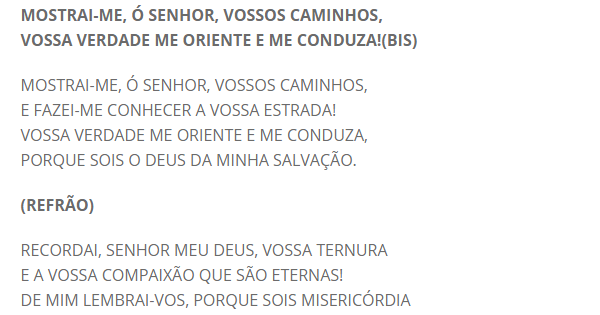 MOSTRAI-ME, Ó SENHOR, VOSSOS CAMINHOS,
VOSSA VERDADE ME ORIENTE E ME CONDUZA!(BIS)
MOSTRAI-ME, Ó SENHOR, VOSSOS CAMINHOS,
E FAZEI-ME CONHECER A VOSSA ESTRADA!
VOSSA VERDADE ME ORIENTE E ME CONDUZA,
PORQUE SOIS O DEUS DA MINHA SALVAÇÃO.
(REFRÃO)
RECORDAI, SENHOR MEU DEUS, VOSSA TERNURA
E A VOSSA COMPAIXÃO QUE SÃO ETERNAS!
DE MIM LEMBRAI-VOS, PORQUE SOIS MISERICÓRDIA